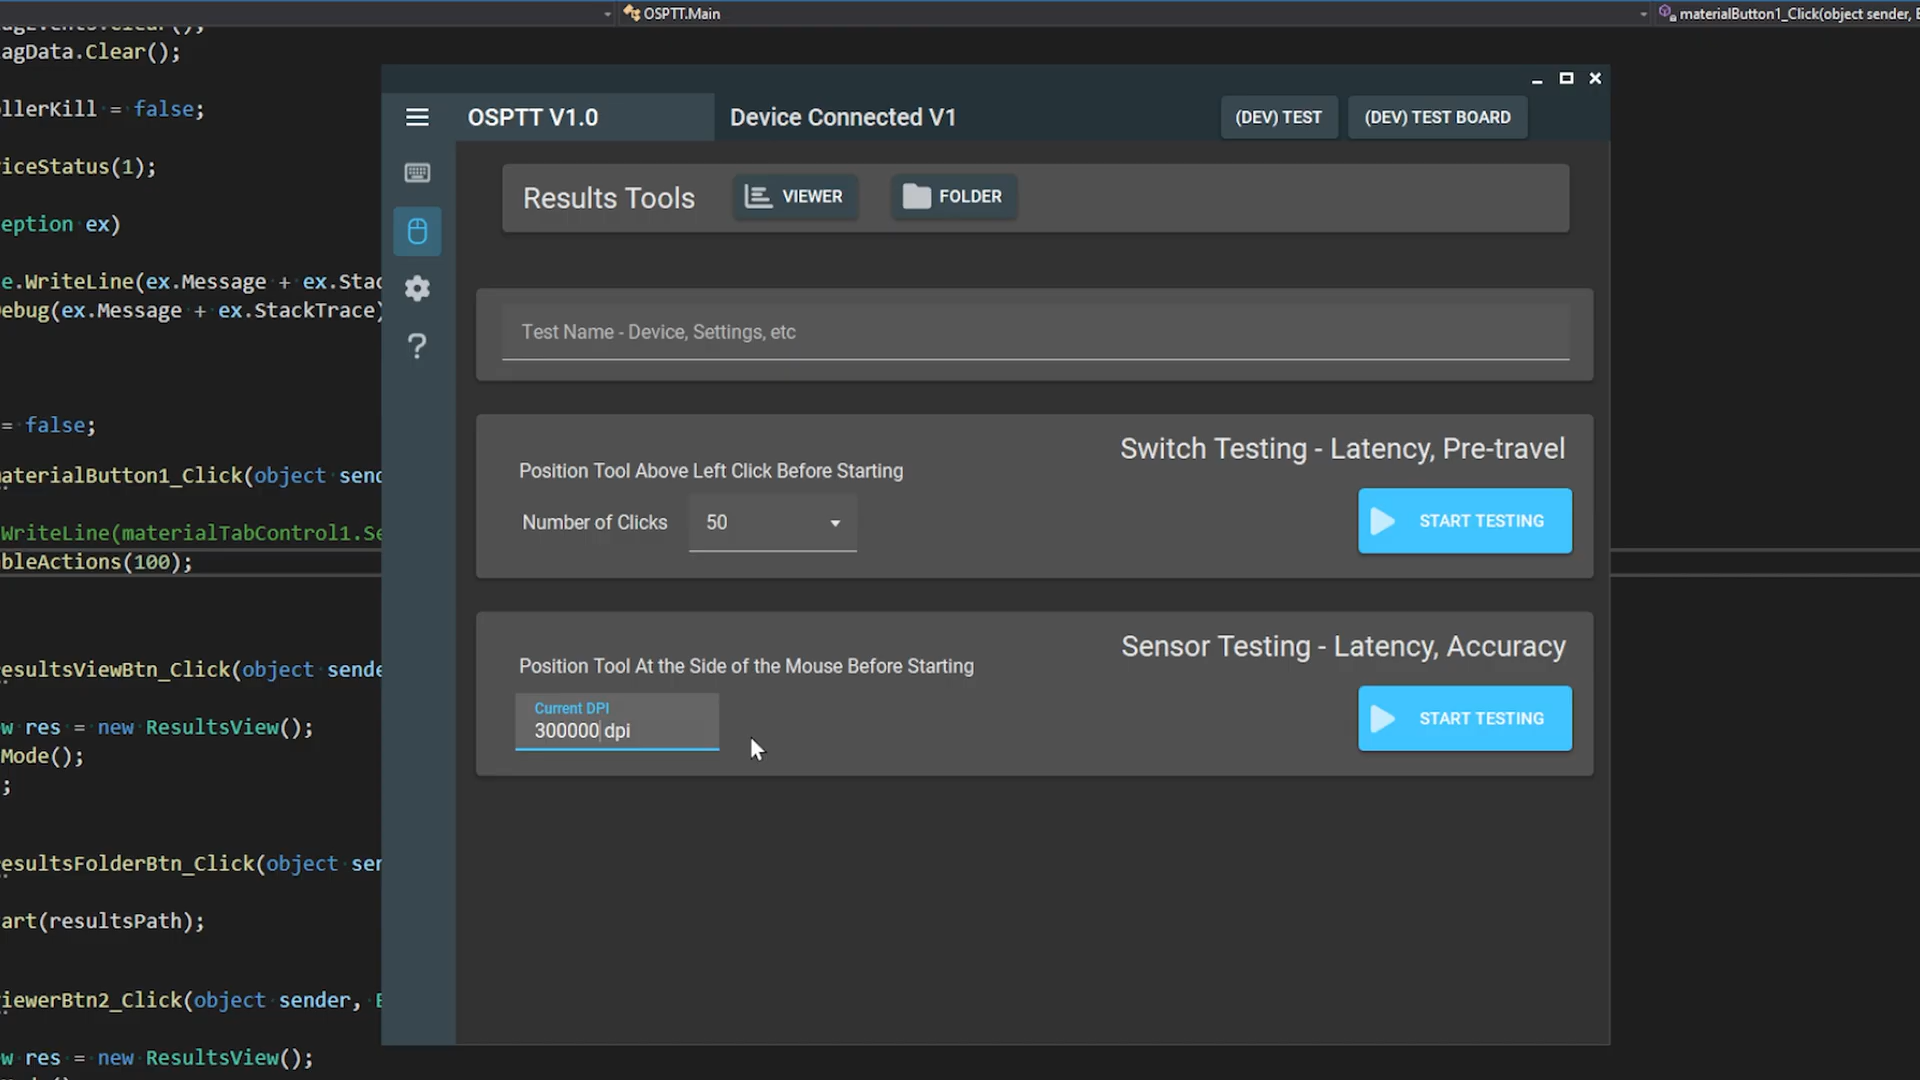 OSPTT.Main
materialButton1_Click(object sender, E
agData.Clear();
ollerKill = false;
iceStatus(1);
eption ex)
e.WriteLine(ex.Message + ex.Stac
ebug(ex.Message + ex.StackTrace)
= false;
aterialButton1_Click(object send
WriteLine(materialTabControl1.Se
bleActions(100);
esultsViewBtn_Click(object sende
w res = new ResultsView();
Mode();
;
esultsFolderBtn_Click(object sen
art(resultsPath);
iewerBtn2_Click(object sender, E
w res = new ResultsView();
OSPTT V1.0
Device Connected V1
(DEV) TEST
(DEV) TEST BOARD
Results Tools
VIEWER
FOLDER
Test Name - Device, Settings, etc
Switch Testing - Latency, Pre-travel
Position Tool Above Left Click Before Starting
Number of Clicks
50
START TESTING
Sensor Testing - Latency, Accuracy
Position Tool At the Side of the Mouse Before Starting
Current DPI
300000 dpi
START TESTING